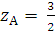 z_A = 3/2